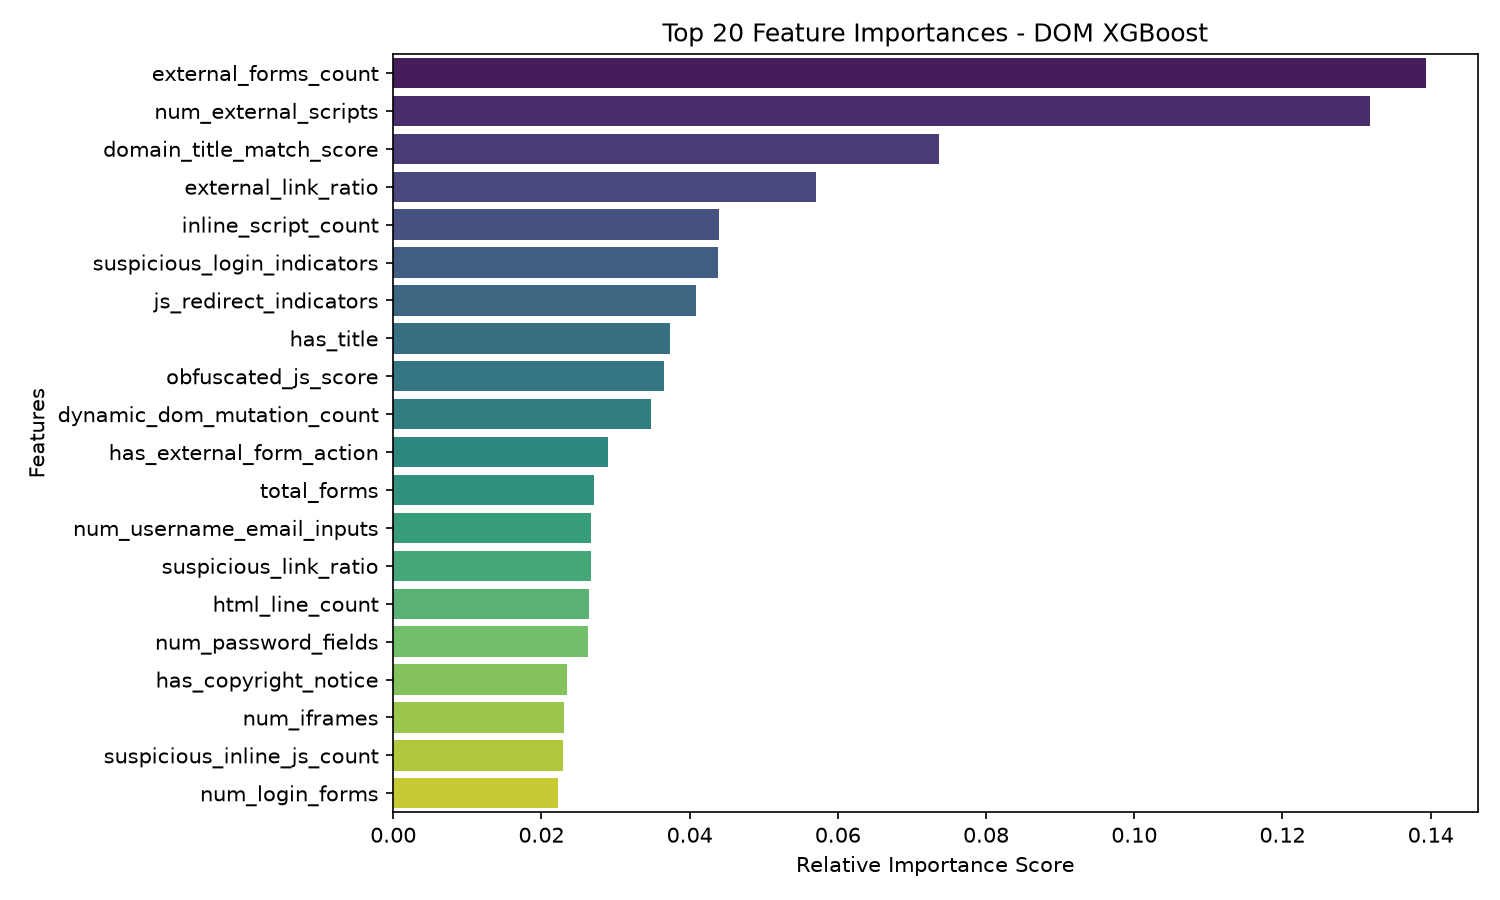 Top 20 Feature Importances - DOM XGBoost
Features
external_forms_count
num_external_scripts
domain_title_match_score
external_link_ratio
inline_script_count
suspicious_login_indicators
js_redirect_indicators
has_title
obfuscated_js_score
dynamic_dom_mutation_count
has_external_form_action
total_forms
num_username_email_inputs
suspicious_link_ratio
html_line_count
num_password_fields
has_copyright_notice
num_iframes
suspicious_inline_js_count
num_login_forms
0.00 0.02 0.04 0.06 0.08 0.10 0.12 0.14
Relative Importance Score